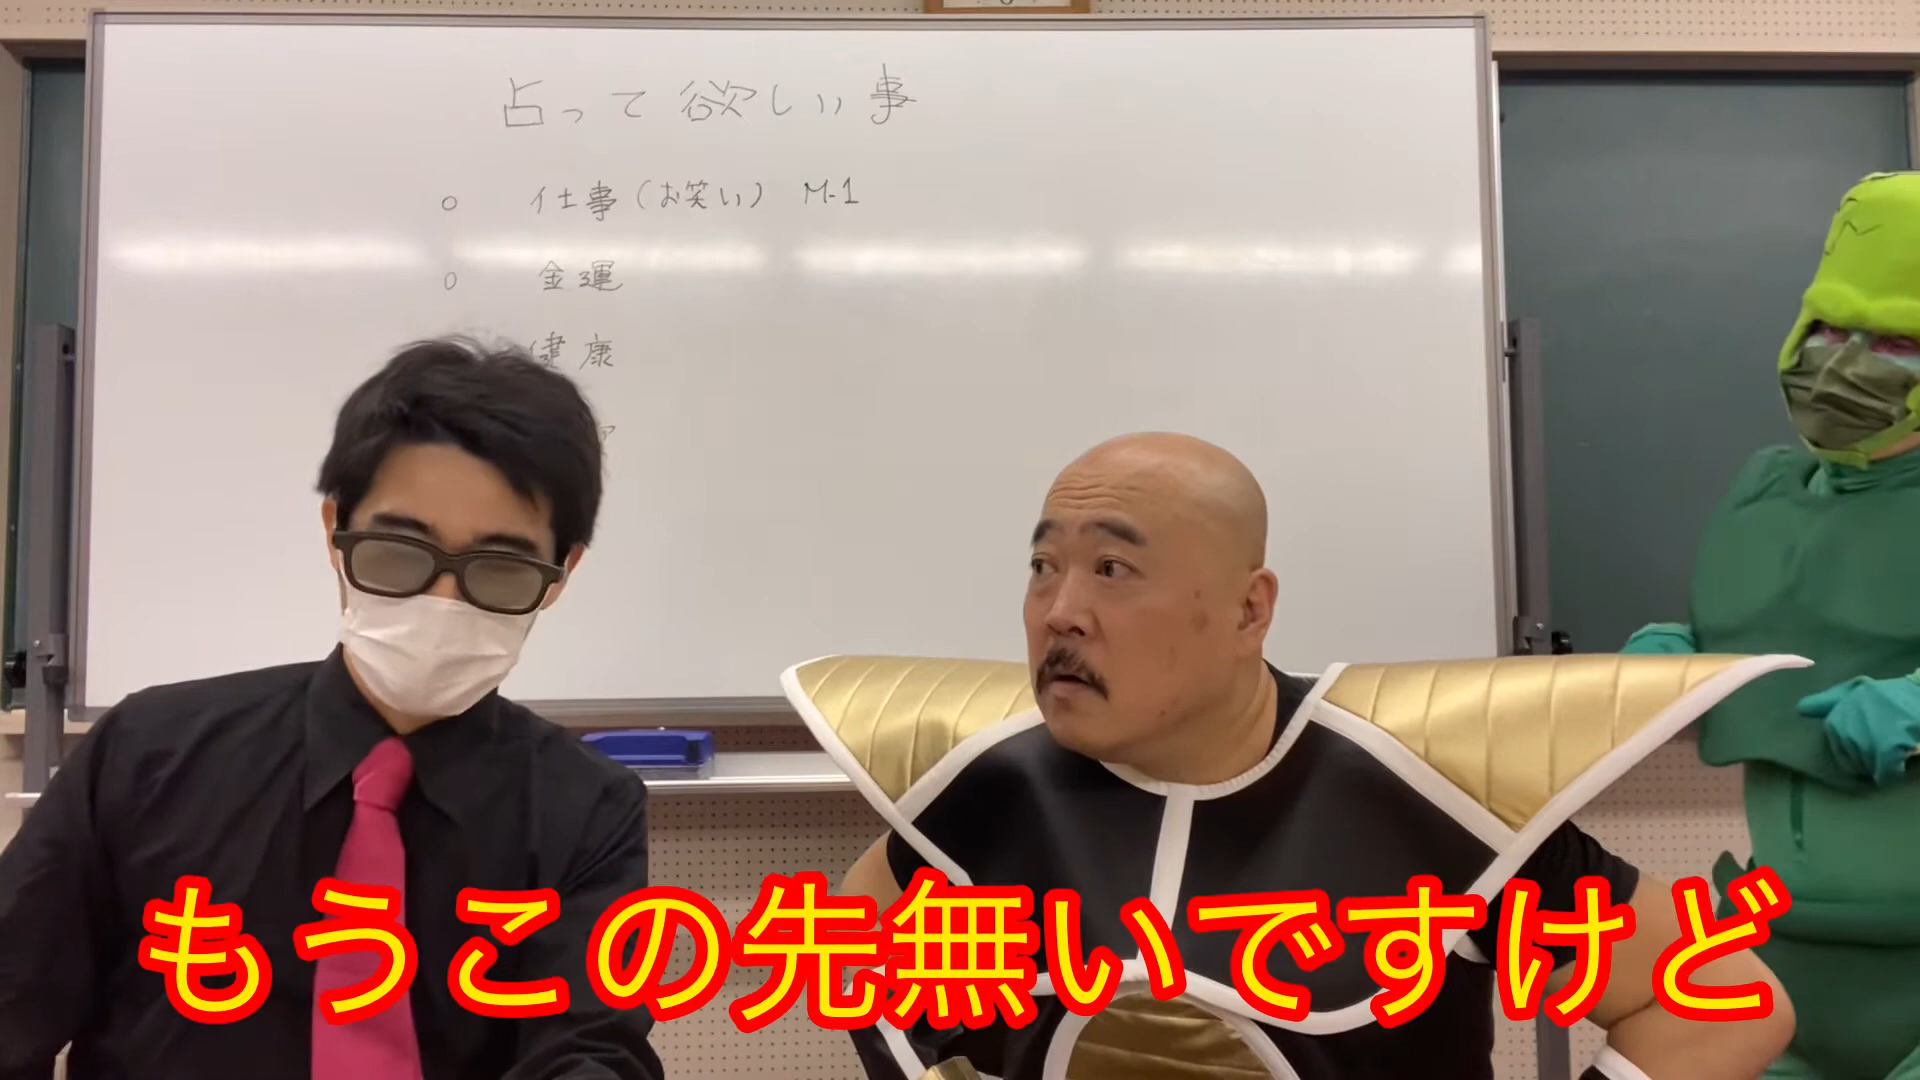 占って欲しい事
○ 仕事(お笑い) M-1
○ 金運
健康
もうこの先無いですけど